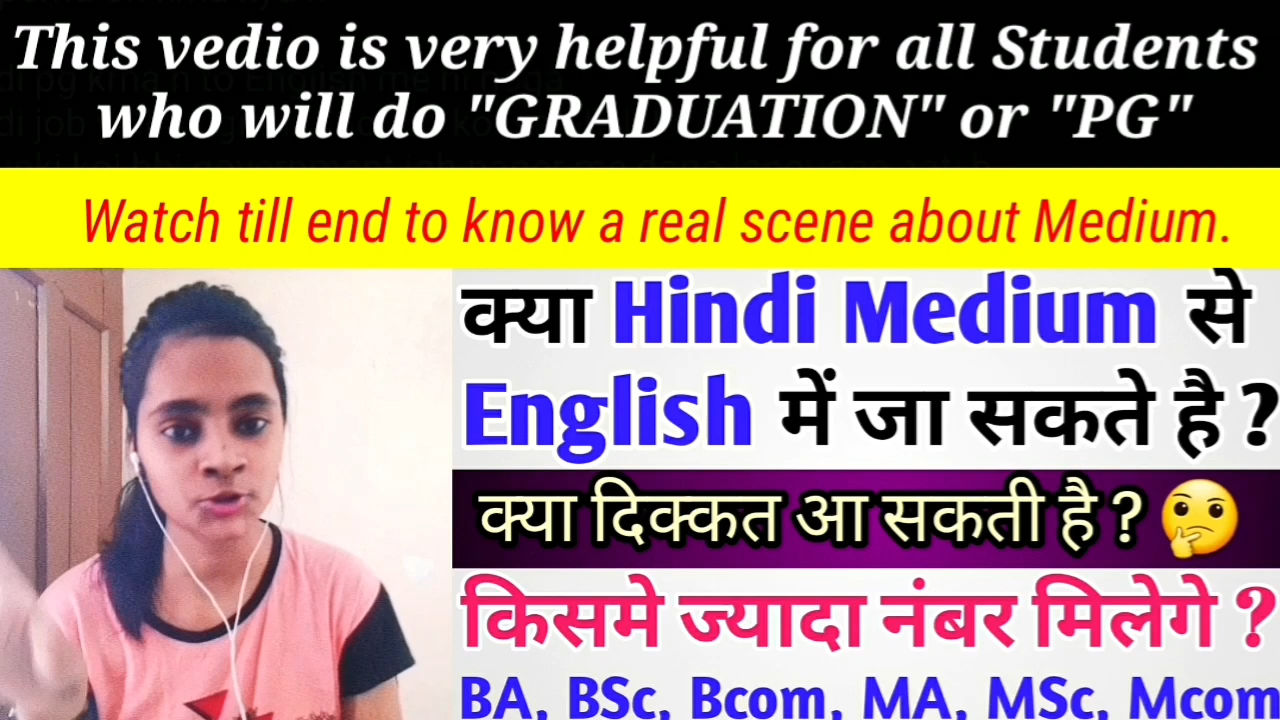 This vedio is very helpful for all Students
who will do "GRADUATION" or "PG"
Watch till end to know a real scene about Medium.
क्या Hindi Medium से
English में जा सकते है ?
क्या दिक्कत आ सकती है ? 🤔
किसमे ज्यादा नंबर मिलेगे ?
BA, BSc, Bcom, MA, MSc, Mcom